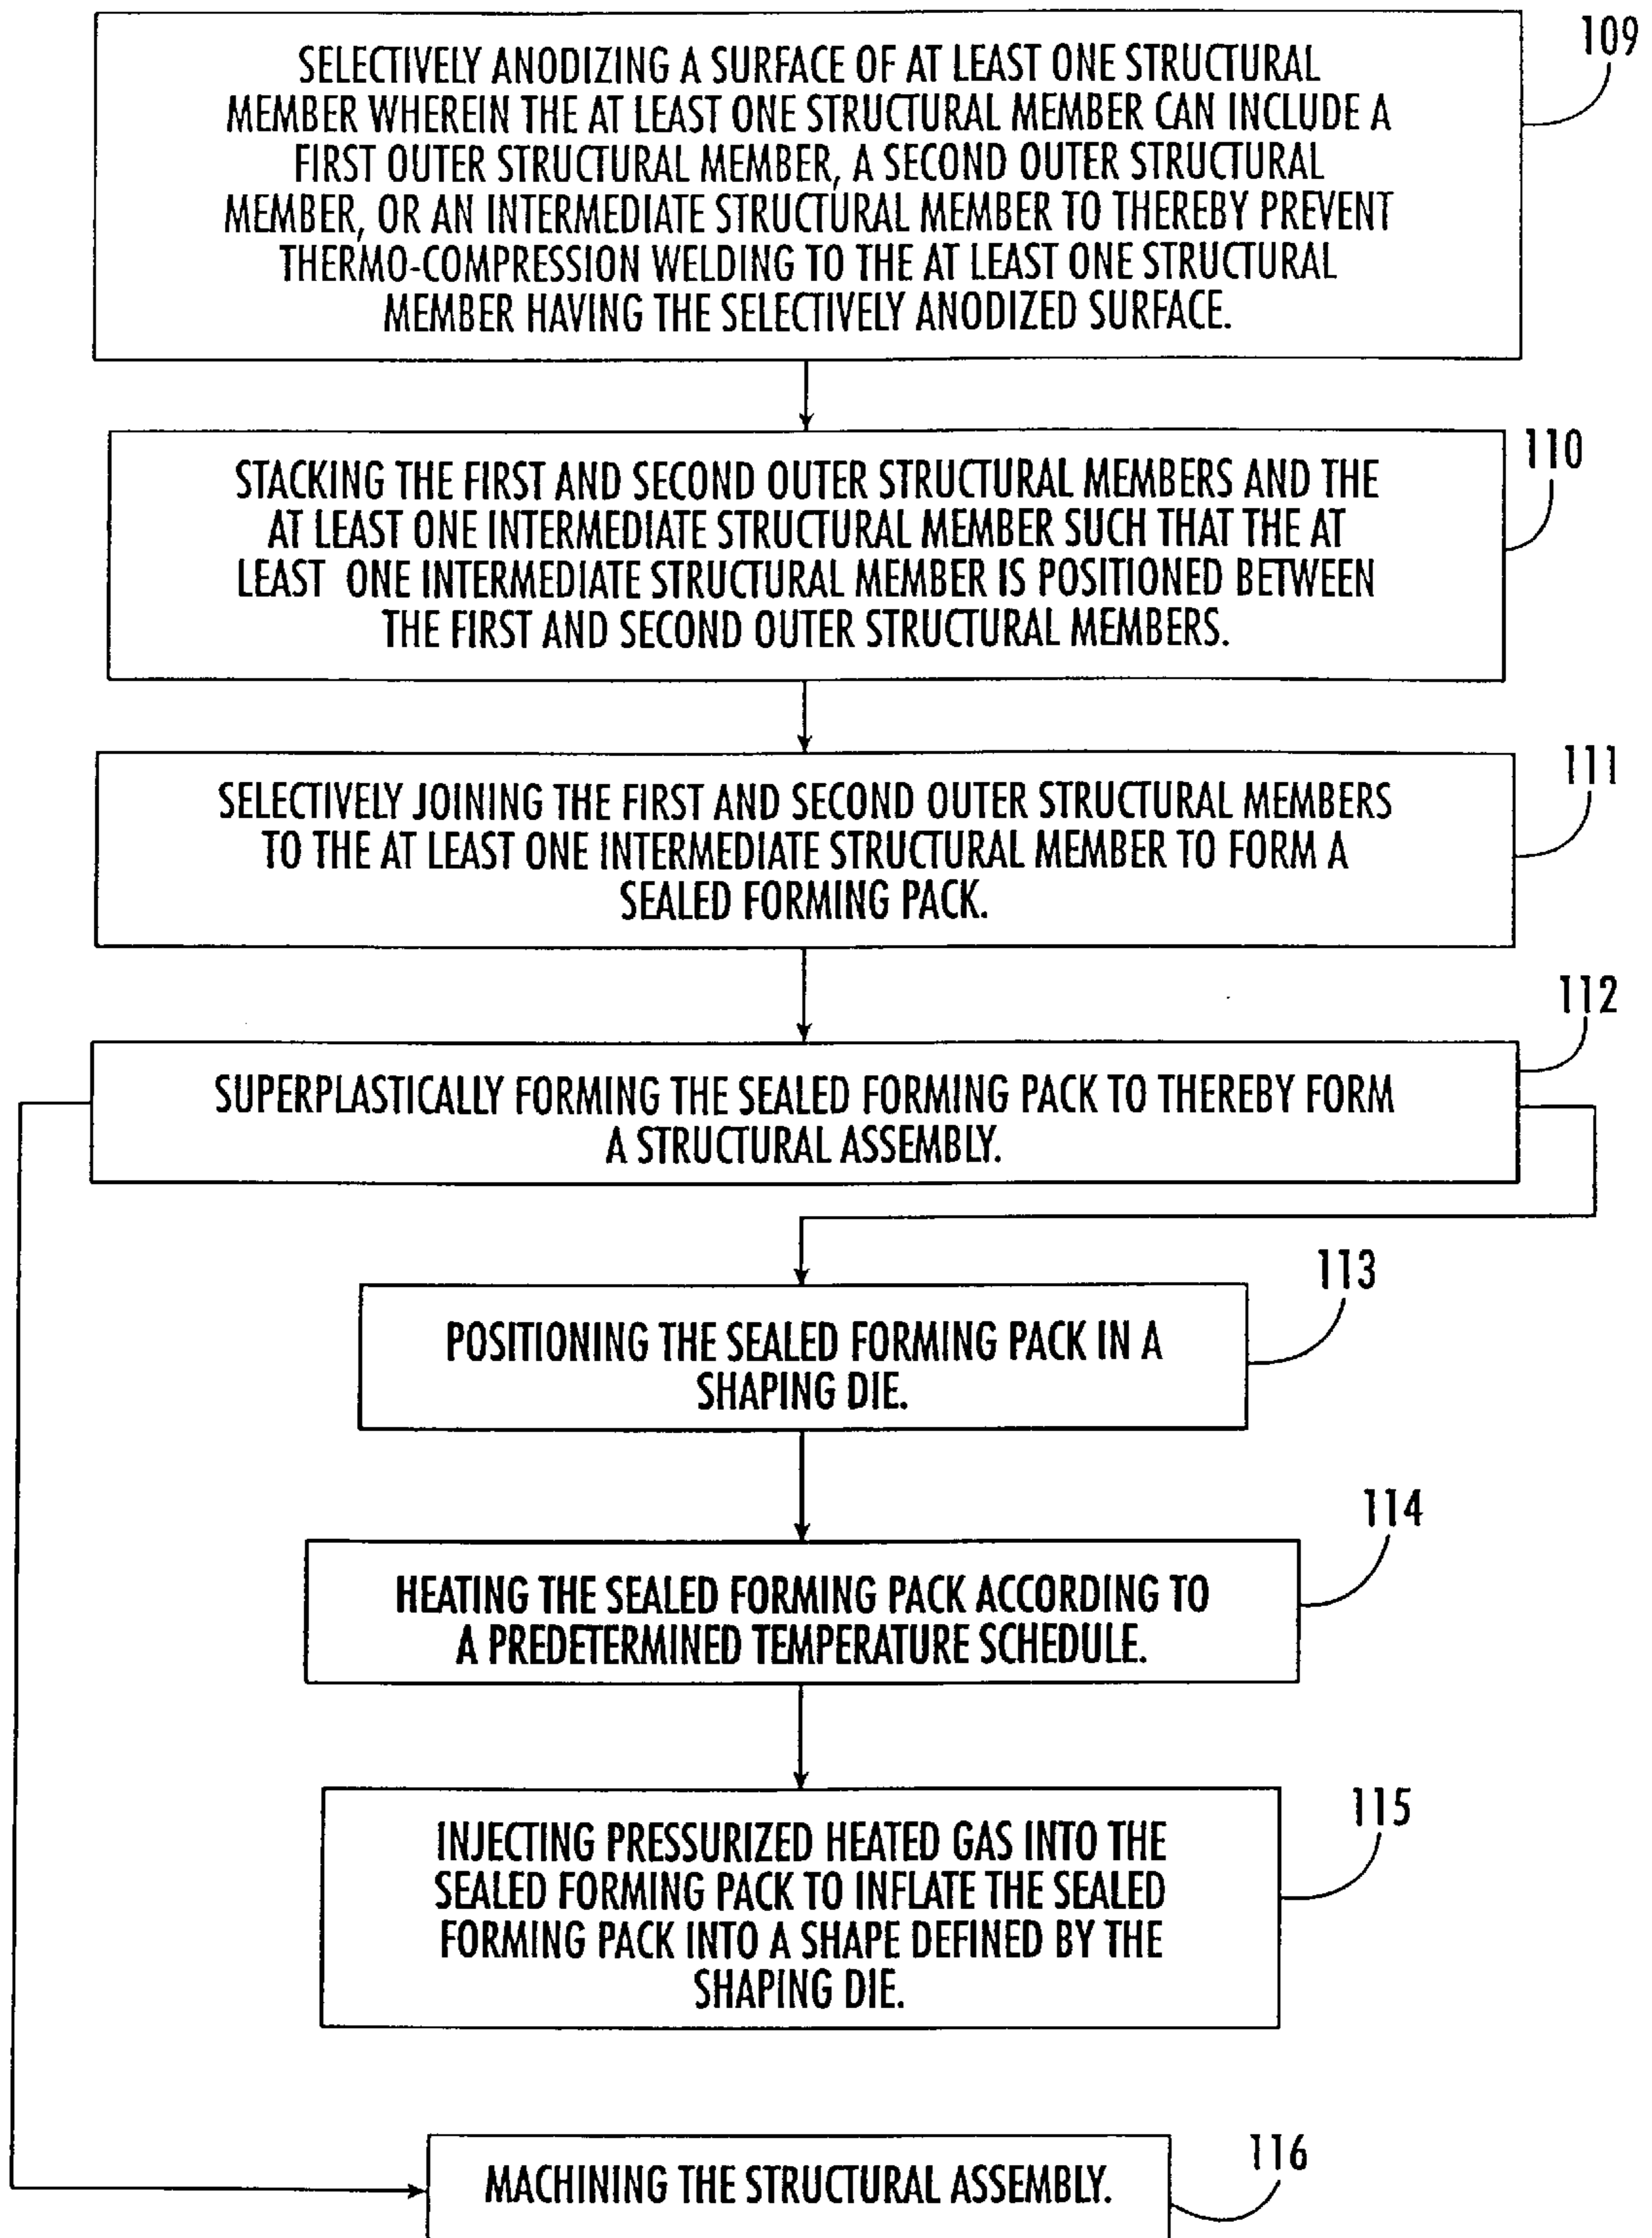 109
SELECTIVELY ANODIZING A SURFACE OF AT LEAST ONE STRUCTURAL
MEMBER WHEREIN THE AT LEAST ONE STRUCTURAL MEMBER CAN INCLUDE A
FIRST OUTER STRUCTURAL MEMBER, A SECOND OUTER STRUCTURAL
MEMBER, OR AN INTERMEDIATE STRUCTURAL MEMBER TO THEREBY PREVENT
THERMO-COMPRESSION WELDING TO THE AT LEAST ONE STRUCTURAL
MEMBER HAVING THE SELECTIVELY ANODIZED SURFACE.
110
STACKING THE FIRST AND SECOND OUTER STRUCTURAL MEMBERS AND THE
AT LEAST ONE INTERMEDIATE STRUCTURAL MEMBER SUCH THAT THE AT
LEAST ONE INTERMEDIATE STRUCTURAL MEMBER IS POSITIONED BETWEEN
THE FIRST AND SECOND OUTER STRUCTURAL MEMBERS.
111
SELECTIVELY JOINING THE FIRST AND SECOND OUTER STRUCTURAL MEMBERS
TO THE AT LEAST ONE INTERMEDIATE STRUCTURAL MEMBER TO FORM A
SEALED FORMING PACK.
112
SUPERPLASTICALLY FORMING THE SEALED FORMING PACK TO THEREBY FORM
A STRUCTURAL ASSEMBLY.
113
POSITIONING THE SEALED FORMING PACK IN A
SHAPING DIE.
114
HEATING THE SEALED FORMING PACK ACCORDING TO
A PREDETERMINED TEMPERATURE SCHEDULE.
115
INJECTING PRESSURIZED HEATED GAS INTO THE
SEALED FORMING PACK TO INFLATE THE SEALED
FORMING PACK INTO A SHAPE DEFINED BY THE
SHAPING DIE.
116
MACHINING THE STRUCTURAL ASSEMBLY.